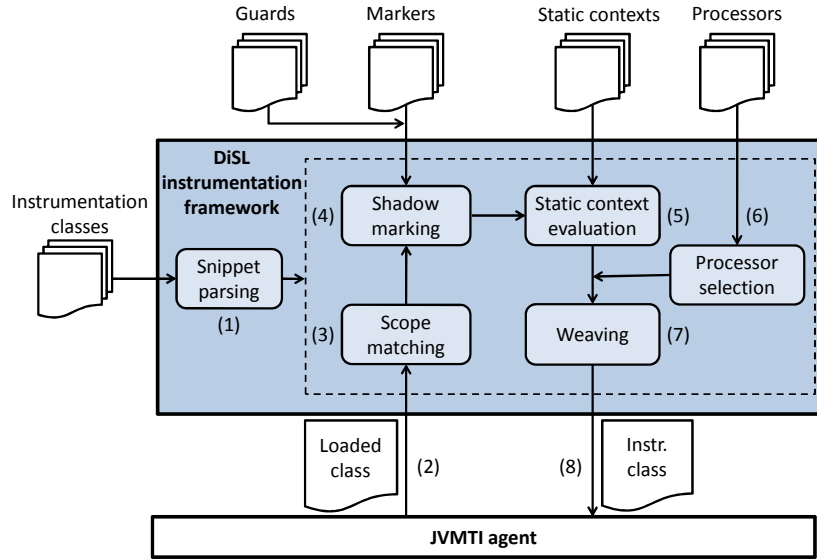 Guards
Markers
Static contexts
Processors
DiSL
instrumentation
framework
Instrumentation
classes
(4)
Shadow
marking
Static context
evaluation
(5)
(6)
Snippet
parsing
(1)
Processor
selection
(3)
Scope
matching
Weaving
(7)
Loaded
class
(2)
(8)
Instr.
class
JVMTI agent